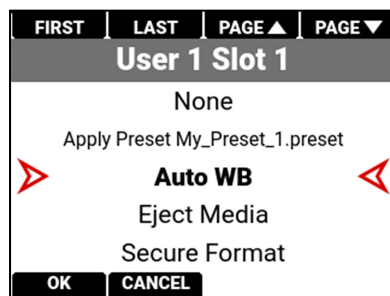 FIRST LAST PAGE▲ PAGE▼
User 1 Slot 1
None
Apply Preset My_Preset_1.preset
Auto WB
Eject Media
Secure Format
OK CANCEL